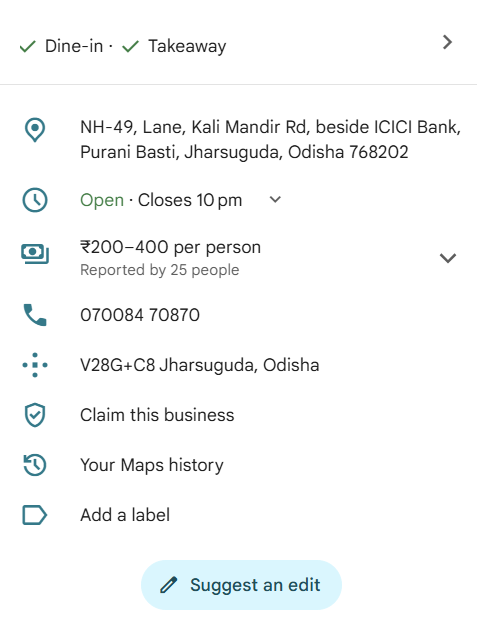 Dine-in · Takeaway
NH-49, Lane, Kali Mandir Rd, beside ICICI Bank,
Purani Basti, Jharsuguda, Odisha 768202
Open · Closes 10 pm
₹200–400 per person
Reported by 25 people
070084 70870
V28G+C8 Jharsuguda, Odisha
Claim this business
Your Maps history
Add a label
Suggest an edit